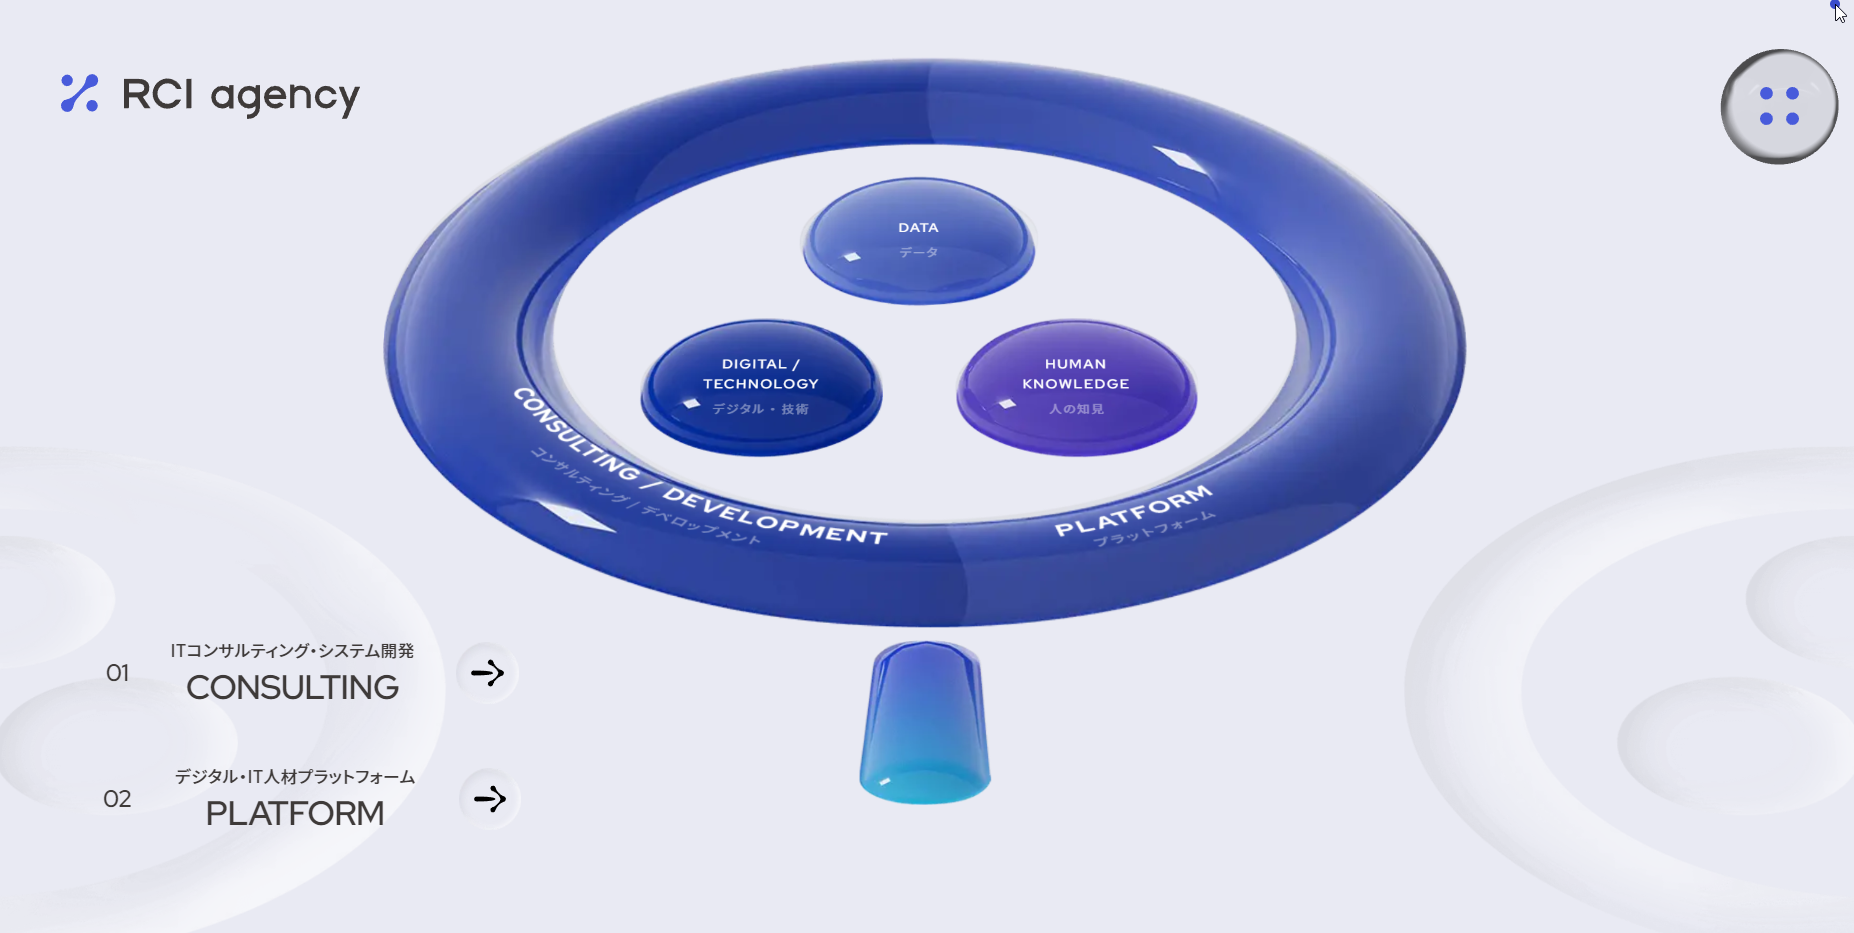 RCI agency
DATA
データ
DIGITAL /
TECHNOLOGY
デジタル・技術
HUMAN
KNOWLEDGE
人の知見
CONSULTING / DEVELOPMENT
コンサルティング / デベロップメント
PLATFORM
プラットフォーム
01
ITコンサルティング・システム開発
CONSULTING
02
デジタル・IT人材プラットフォーム
PLATFORM